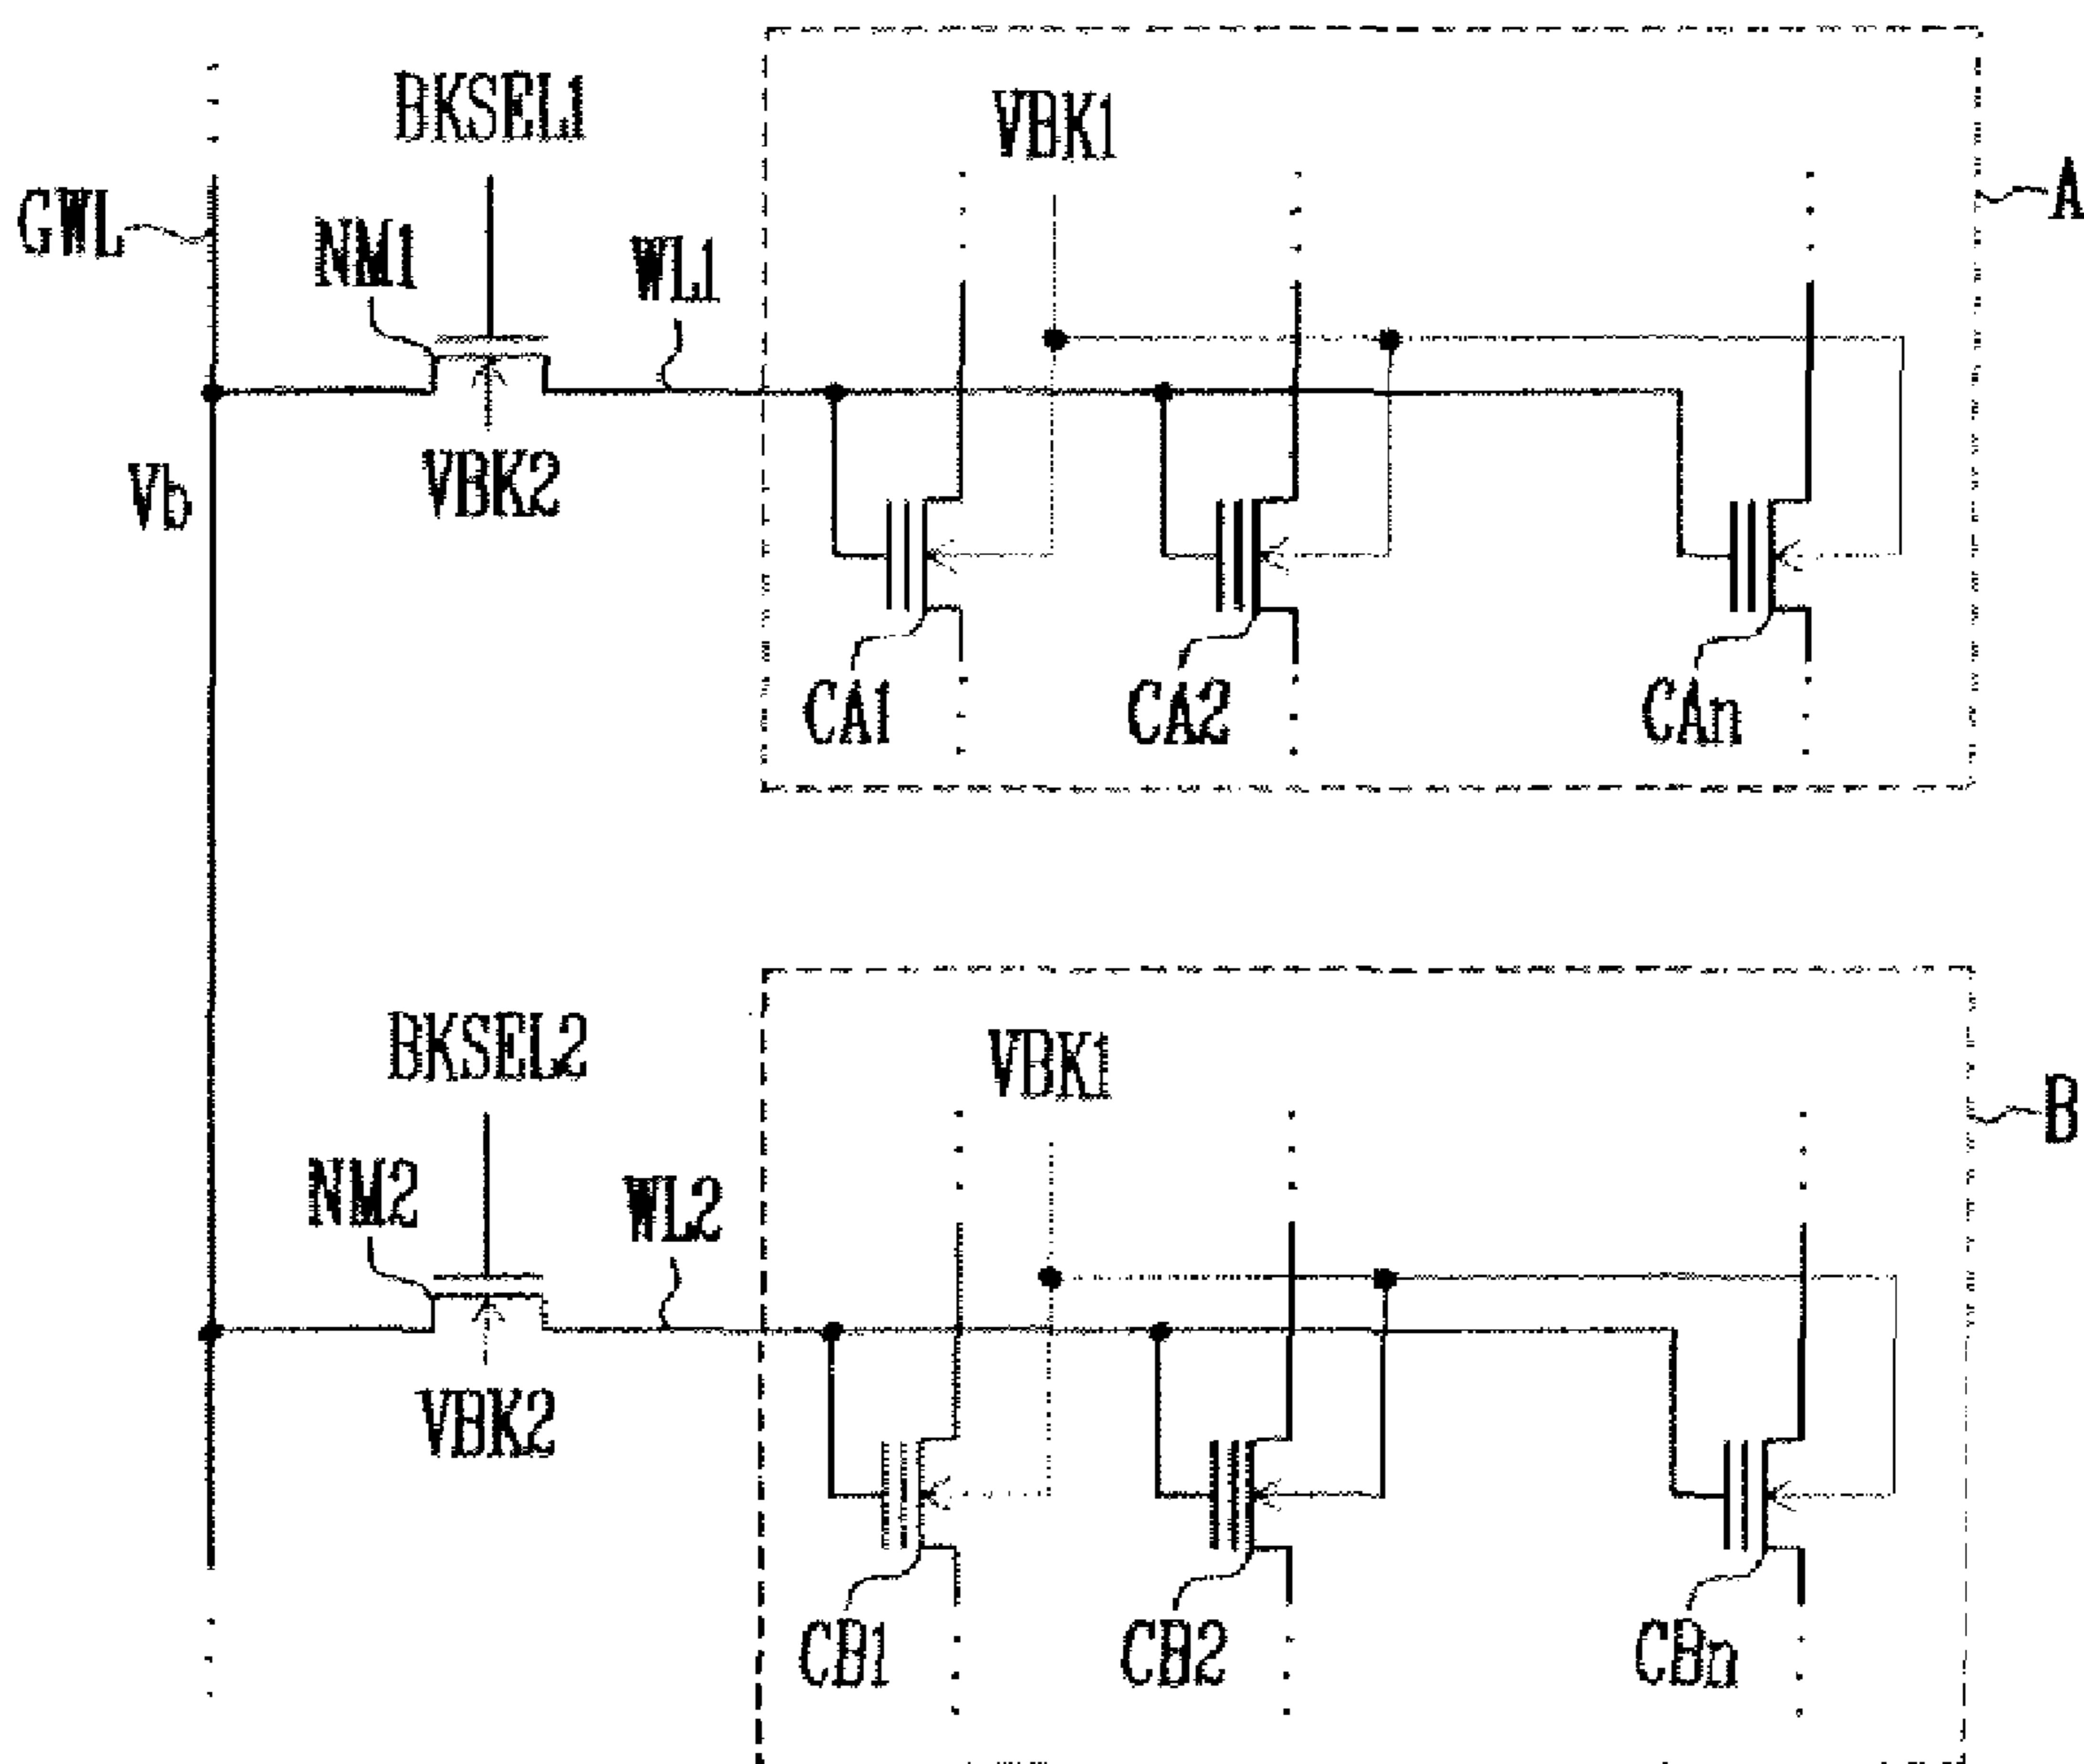 BKSEL1
VBK1
A
GWL
NM1
WL1
Vb
VBK2
CA1
CA2
CAn
BKSEL2
VBK1
B
NM2
WL2
VBK2
CB1
CB2
CBn